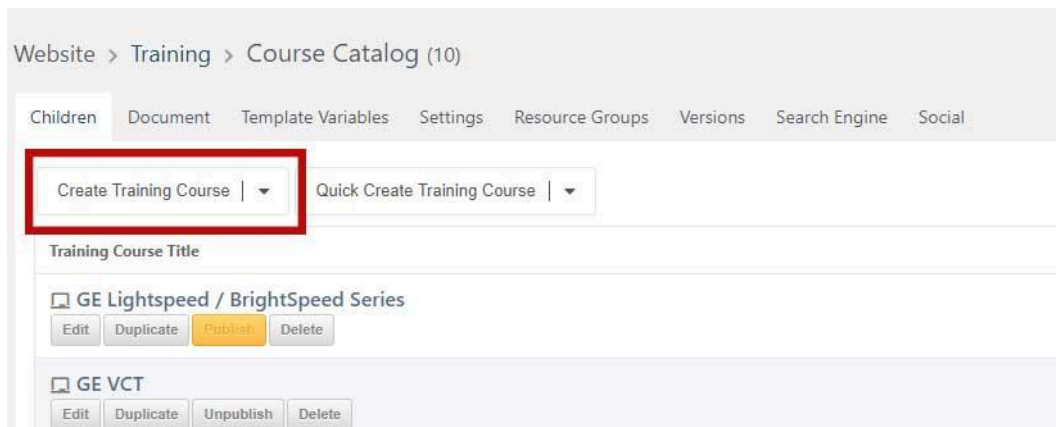 Website > Training > Course Catalog (10)
Children Document Template Variables Settings Resource Groups Versions Search Engine Social
Create Training Course | Quick Create Training Course |
Training Course Title
GE Lightspeed / BrightSpeed Series
Edit Duplicate Publish Delete
GE VCT
Edit Duplicate Unpublish Delete